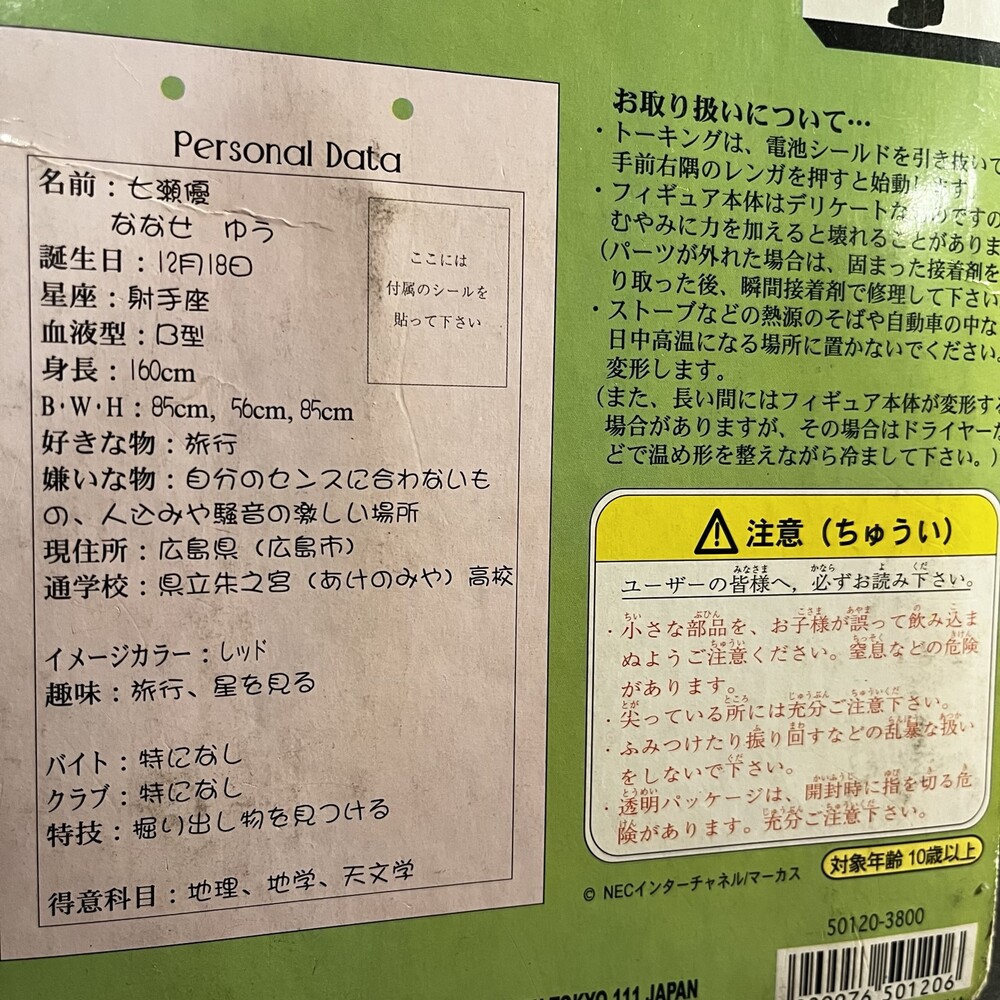 Personal Data
名前：七瀬優
ななせ　ゆう
誕生日：12月18日
星座：射手座
血液型：B型
身長：160cm
B・W・H：85cm, 56cm, 85cm
好きな物：旅行
嫌いな物：自分のセンスに合わないも
の、人込みや騒音の激しい場所
現住所：広島県（広島市）
通学校：県立朱之宮（あけのみや）高校
イメージカラー：レッド
趣味：旅行、星を見る
バイト：特になし
クラブ：特になし
特技：掘り出し物を見つける
得意科目：地理、地学、天文学
ここには
付属のシールを
貼って下さい
お取り扱いについて…
・トーキングは、電池シールドを引き抜いて
手前右隅のレンガを押すと始動します
・フィギュア本体はデリケートな
むやみに力を加えると壊れることがありま
（パーツが外れた場合は、固まった接着剤を
り取った後、瞬間接着剤で修理して下さい
・ストーブなどの熱源のそばや自動車の中な
日中高温になる場所に置かないでください。
変形します。
（また、長い間にはフィギュア本体が変形する
場合がありますが、その場合はドライヤーな
どで温め形を整えながら冷まして下さい。）
注意（ちゅうい）
ユーザーの皆様へ，必ずお読み下さい。
・小さな部品を、お子様が誤って飲み込ま
ぬようご注意ください。窒息などの危険
があります。
・尖っている所には充分ご注意下さい。
・ふみつけたり振り回すなどの乱暴な扱い
をしないで下さい。
・透明パッケージは、開封時に指を切る危
険があります。充分ご注意下さい。
対象年齢 10歳以上
© NECインターチャネル/マーカス
50120-3800
501206
TOKYO 111 JAPAN